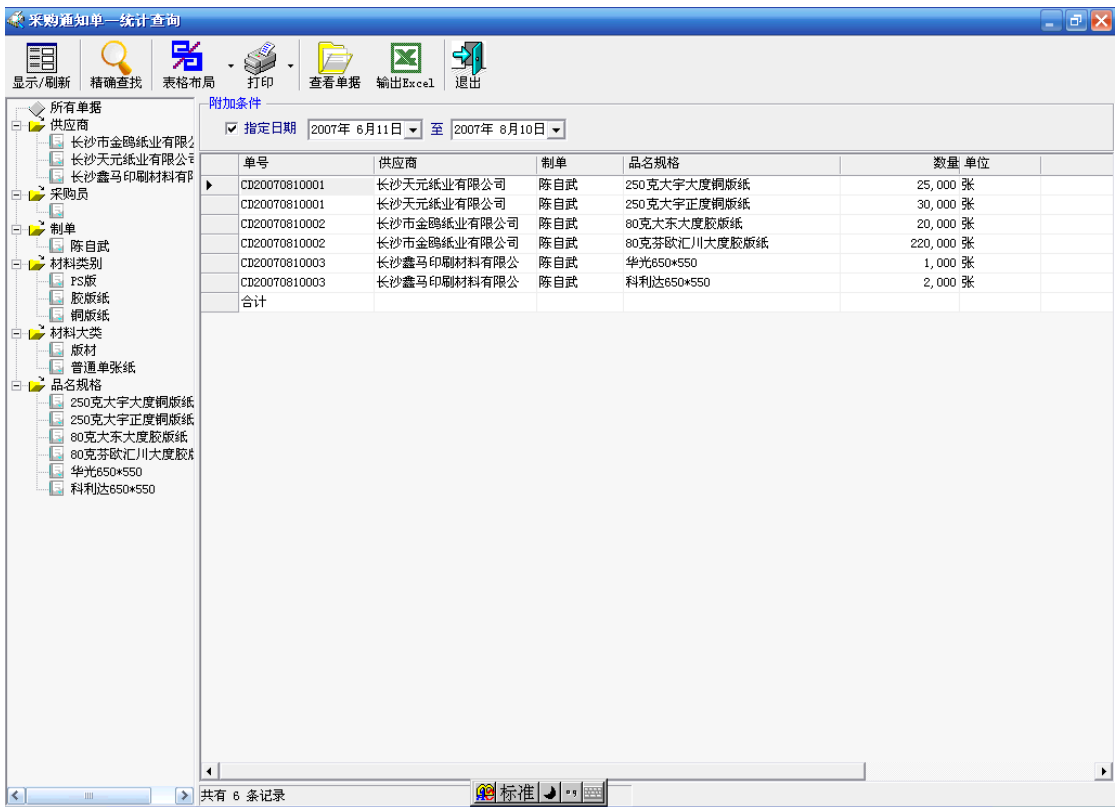 采购通知单—统计查询
显示/刷新 精确查找 表格布局 打印 查看单据 输出Excel 退出
所有单据
供应商
长沙市金鸥纸业有限
长沙天元纸业有限公
长沙鑫马印刷材料有
采购员
制单
陈自武
材料类别
PS版
胶版纸
铜版纸
材料大类
版材
普通单张纸
品名规格
250克大宇大度铜版纸
250克大宇正度铜版纸
80克大东大度胶版纸
80克芬欧汇川大度胶
华光650*550
科利达650*550
附加条件
指定日期 2007年 6月11日 至 2007年 8月10日
单号 供应商 制单 品名规格 数量 单位
CD20070810001 长沙天元纸业有限公司 陈自武 250克大宇大度铜版纸 25,000 张
CD20070810001 长沙天元纸业有限公司 陈自武 250克大宇正度铜版纸 30,000 张
CD20070810002 长沙市金鸥纸业有限公司 陈自武 80克大东大度胶版纸 20,000 张
CD20070810002 长沙市金鸥纸业有限公司 陈自武 80克芬欧汇川大度胶版纸 220,000 张
CD20070810003 长沙鑫马印刷材料有限公 陈自武 华光650*550 1,000 张
CD20070810003 长沙鑫马印刷材料有限公 陈自武 科利达650*550 2,000 张
合计
共有 6 条记录
标准